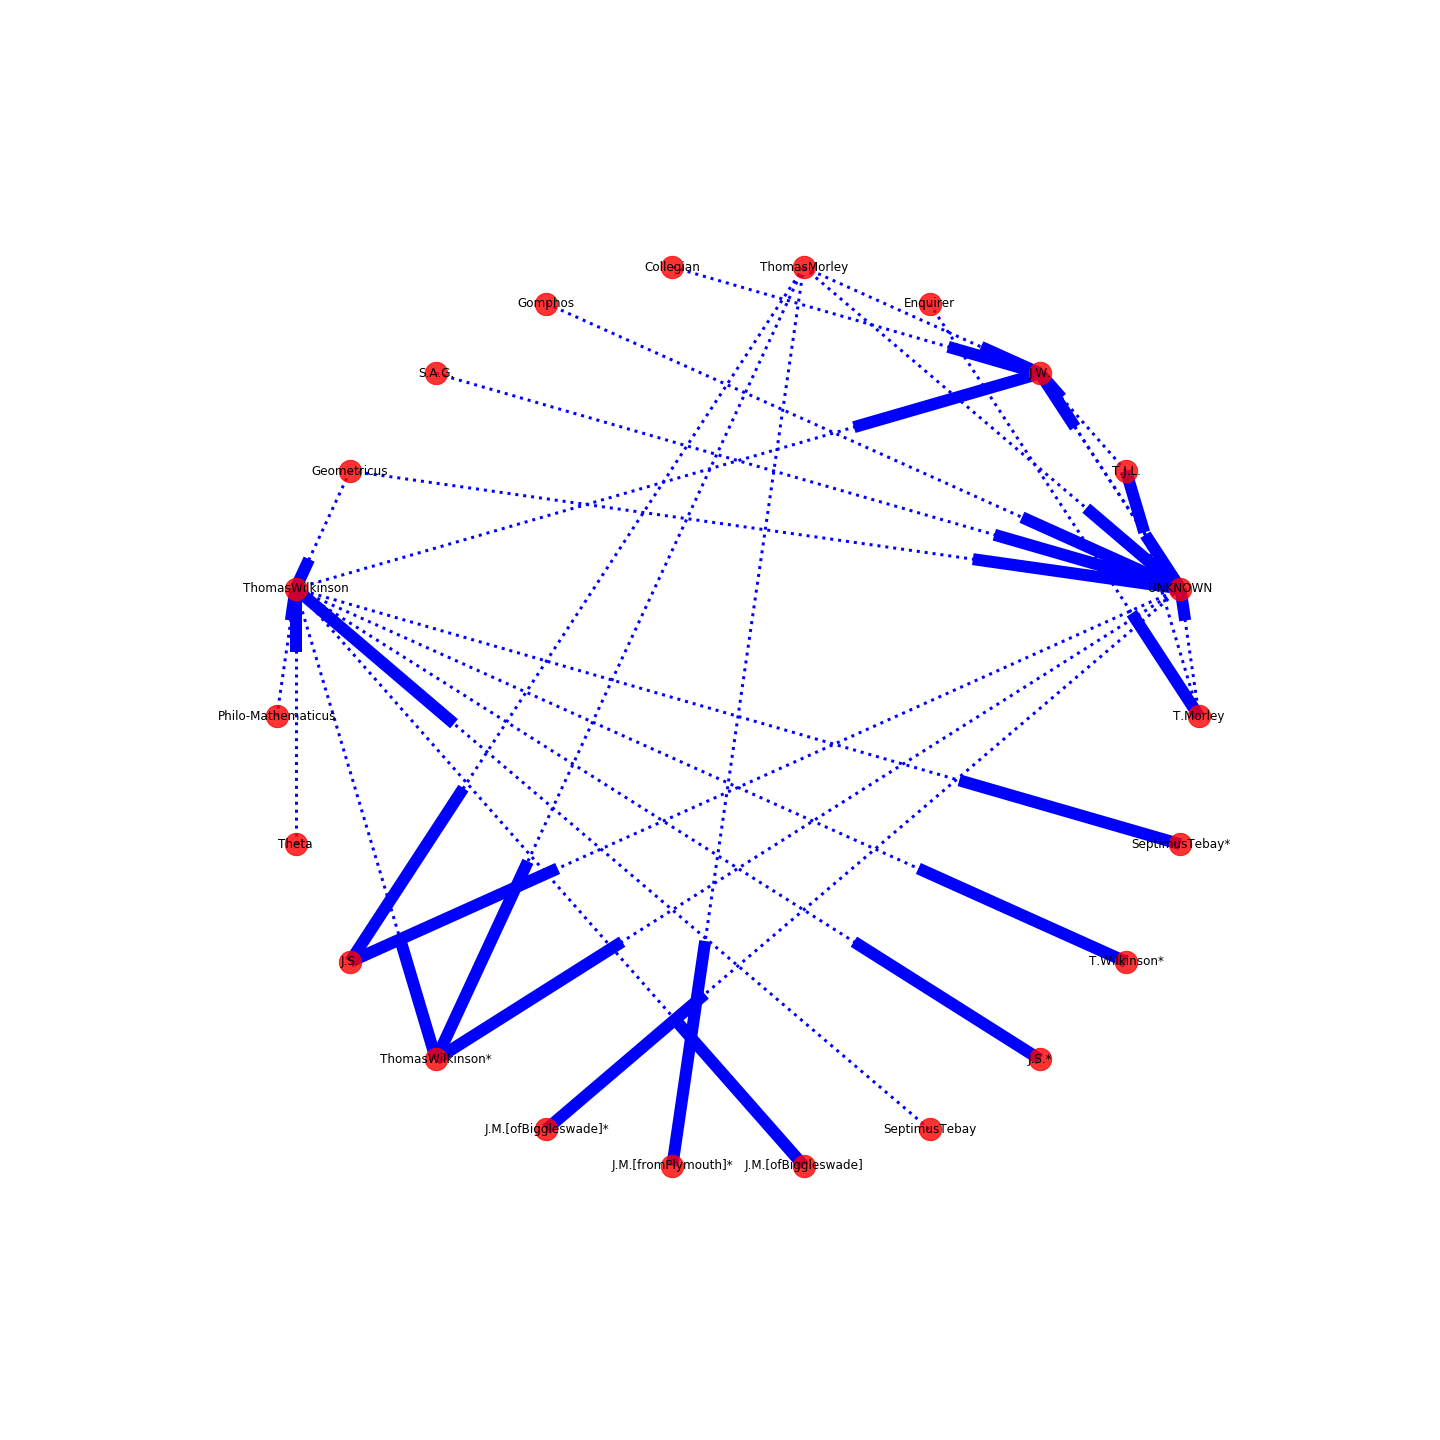 Collegian
ThomasMorley
Gomphos
Enquirer
S.A.G.
J.W.
Geometricus
T.J.L.
ThomasWilkinson
UNKNOWN
Philo-Mathematicus
T.Morley
Theta
SeptimusTebay*
J.S.
T.Wilkinson*
ThomasWilkinson*
J.S.*
J.M.[ofBiggleswade]*
SeptimusTebay
J.M.[fromPlymouth]*
J.M.[ofBiggleswade]